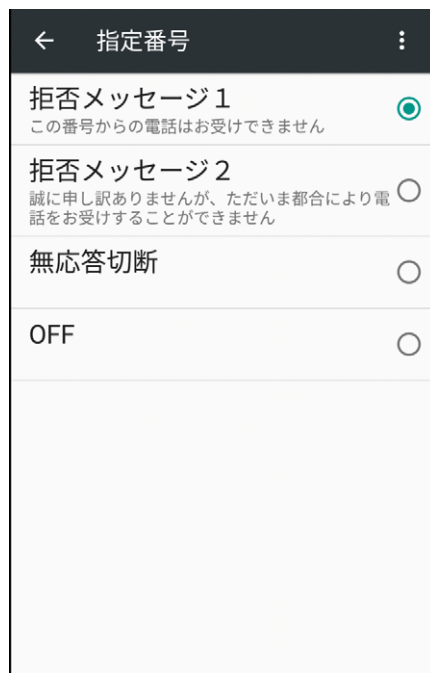 指定番号
拒否メッセージ１
この番号からの電話はお受けできません
拒否メッセージ２
誠に申し訳ありませんが、ただいま都合により電
話をお受けすることができません
無応答切断
OFF